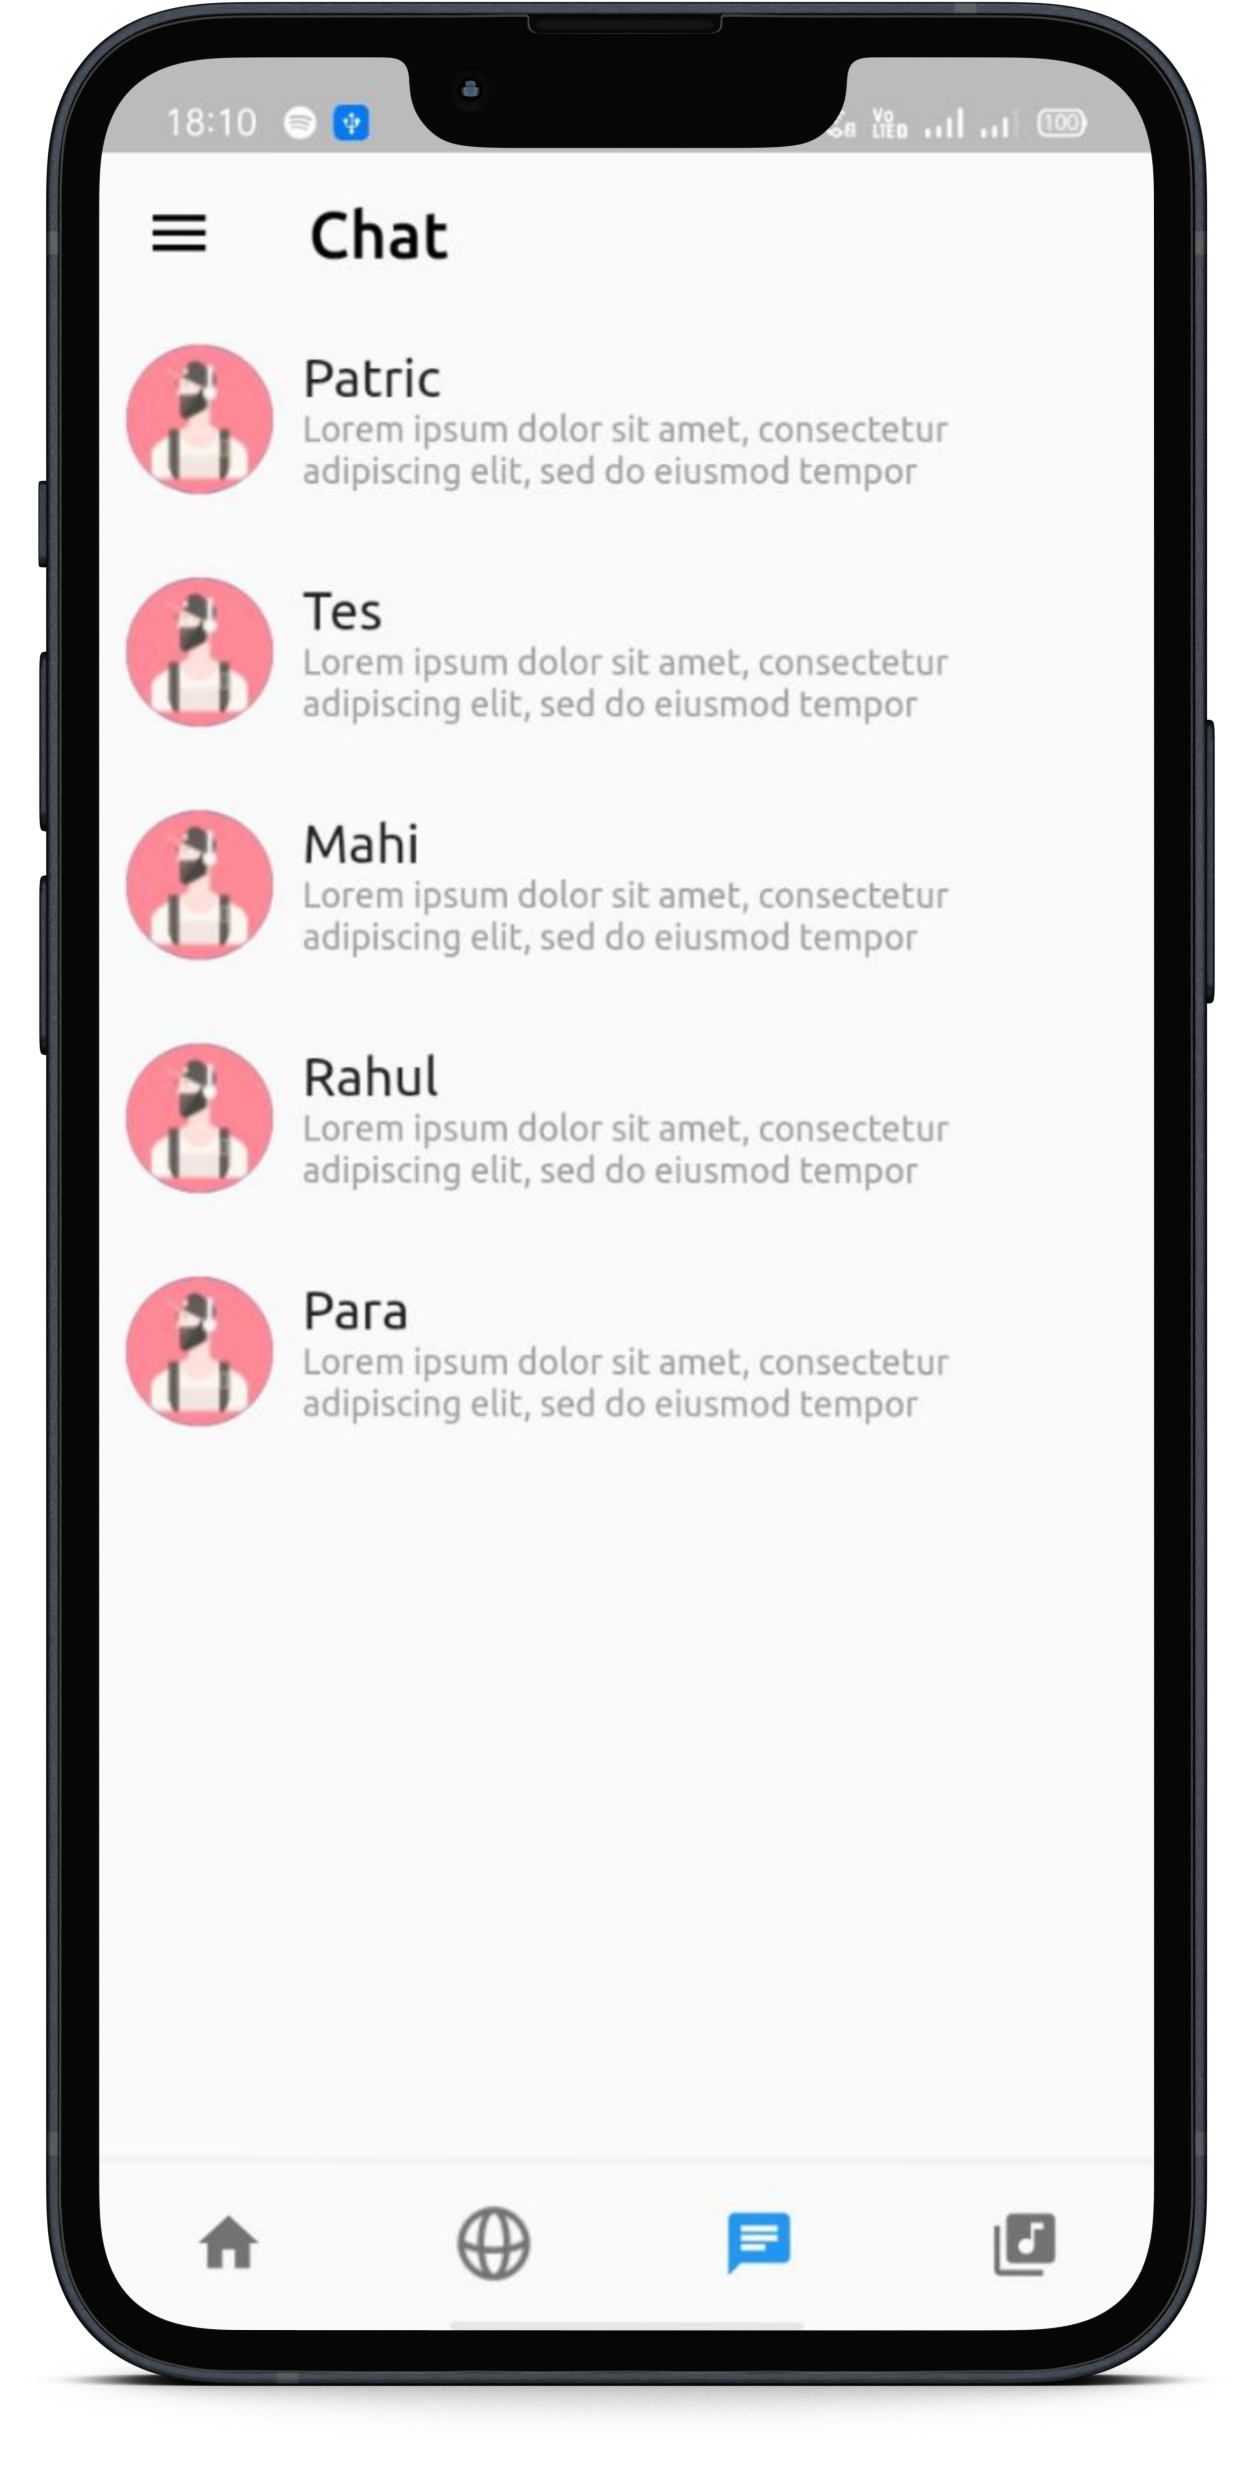 18:10
Vo
LTE
100
Chat
Patric
Lorem ipsum dolor sit amet, consectetur
adipiscing elit, sed do eiusmod tempor
Tes
Lorem ipsum dolor sit amet, consectetur
adipiscing elit, sed do eiusmod tempor
Mahi
Lorem ipsum dolor sit amet, consectetur
adipiscing elit, sed do eiusmod tempor
Rahul
Lorem ipsum dolor sit amet, consectetur
adipiscing elit, sed do eiusmod tempor
Para
Lorem ipsum dolor sit amet, consectetur
adipiscing elit, sed do eiusmod tempor